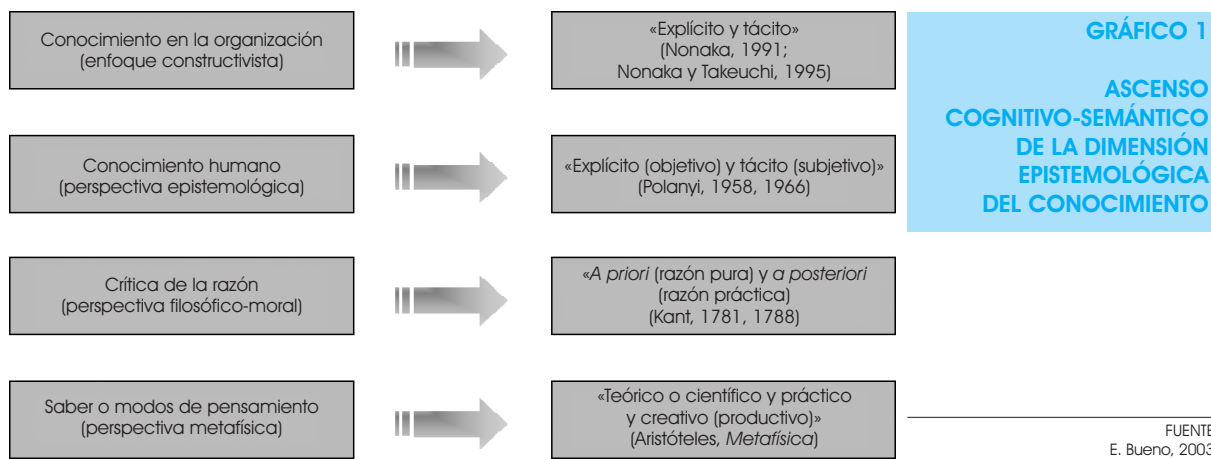 Conocimiento en la organización
(enfoque constructivista)
«Explícito y tácito»
(Nonaka, 1991;
Nonaka y Takeuchi, 1995)
Conocimiento humano
(perspectiva epistemológica)
«Explícito (objetivo) y tácito (subjetivo)»
(Polanyi, 1958, 1966)
Crítica de la razón
(perspectiva filosófico-moral)
«A priori (razón pura) y a posteriori
(razón práctica)
(Kant, 1781, 1788)
Saber o modos de pensamiento
(perspectiva metafísica)
«Teórico o científico y práctico
y creativo (productivo)»
(Aristóteles, Metafísica)
GRÁFICO 1
ASCENSO
COGNITIVO-SEMÁNTICO
DE LA DIMENSIÓN
EPISTEMOLÓGICA
DEL CONOCIMIENTO
FUENTE
E. Bueno, 2003